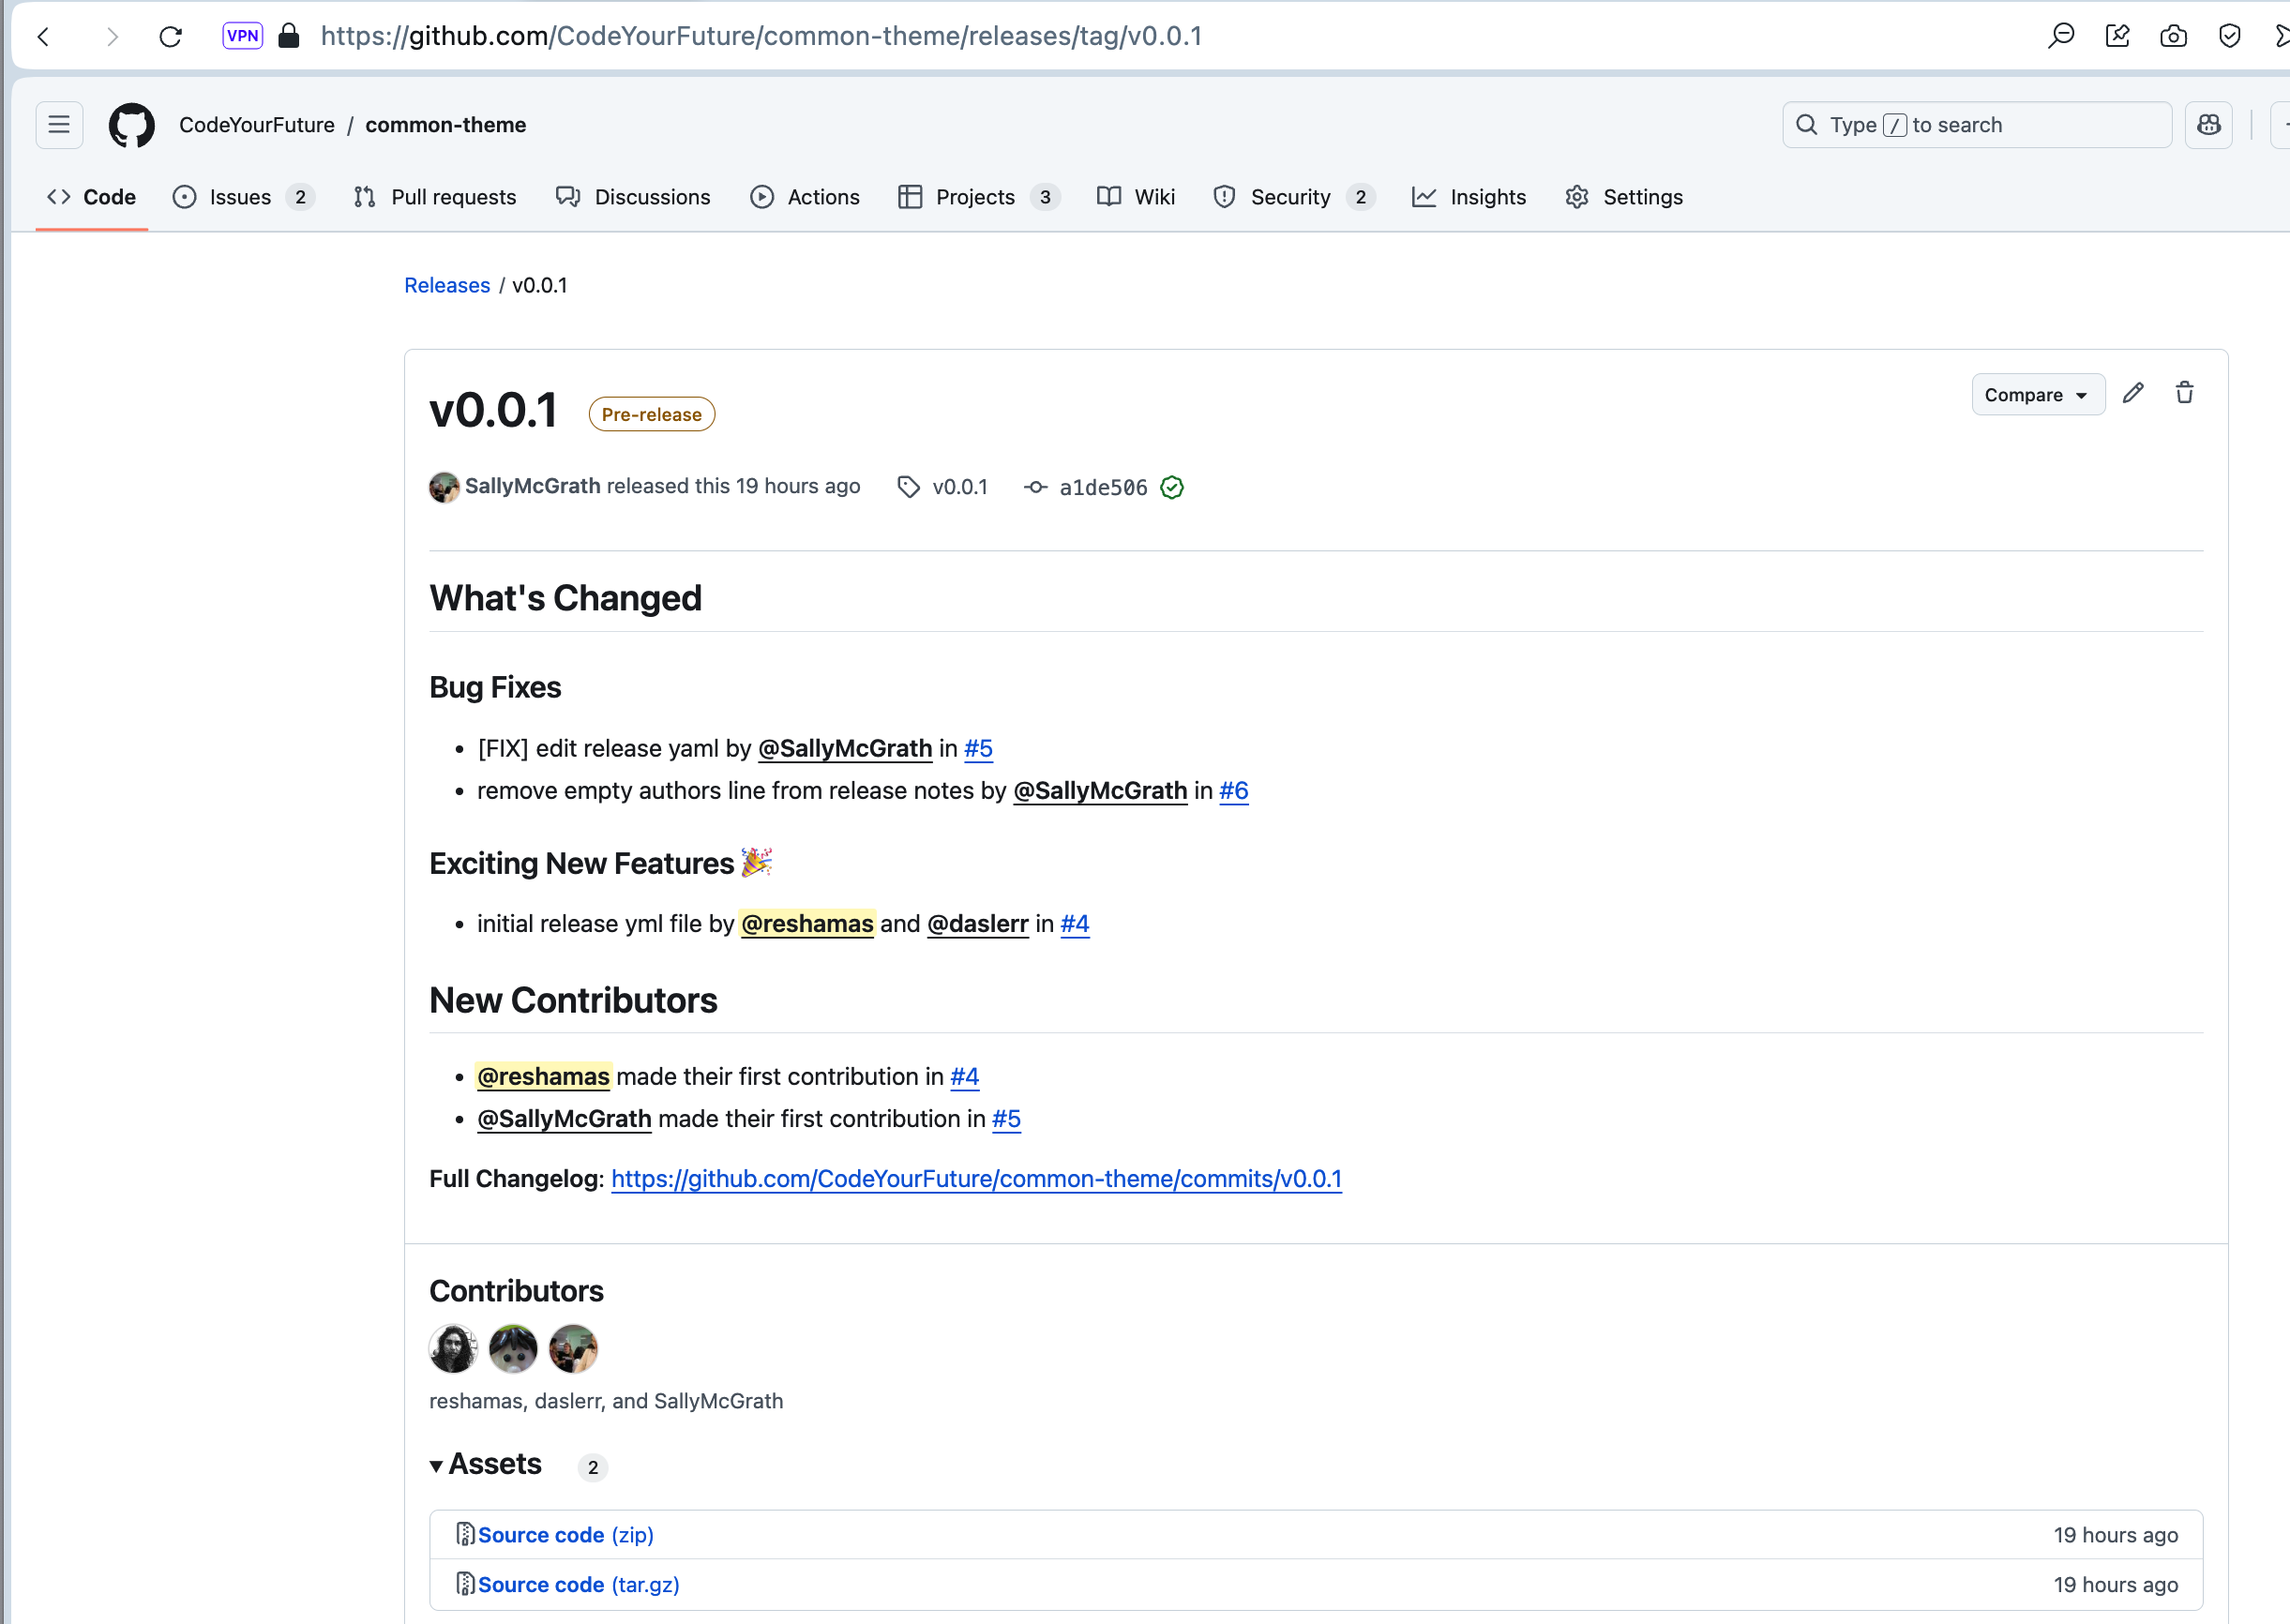 VPN https://github.com/CodeYourFuture/common-theme/releases/tag/v0.0.1
CodeYourFuture / common-theme
Type / to search
Code
Issues 2
Pull requests
Discussions
Actions
Projects 3
Wiki
Security 2
Insights
Settings
Releases / v0.0.1
v0.0.1 Pre-release
Compare
SallyMcGrath released this 19 hours ago v0.0.1 a1de506
What's Changed
Bug Fixes
• [FIX] edit release yaml by @SallyMcGrath in #5
• remove empty authors line from release notes by @SallyMcGrath in #6
Exciting New Features 🎉
• initial release yml file by @reshamas and @daslerr in #4
New Contributors
• @reshamas made their first contribution in #4
• @SallyMcGrath made their first contribution in #5
Full Changelog: https://github.com/CodeYourFuture/common-theme/commits/v0.0.1
Contributors
reshamas, daslerr, and SallyMcGrath
Assets 2
Source code (zip) 19 hours ago
Source code (tar.gz) 19 hours ago